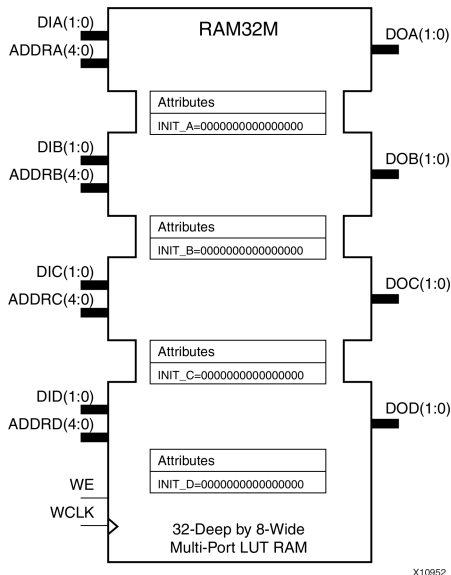 DIA(1:0)
RAM32M
DOA(1:0)
ADDRA(4:0)
Attributes
INIT_A=0000000000000000
DIB(1:0)
DOB(1:0)
ADDRB(4:0)
Attributes
INIT_B=0000000000000000
DIC(1:0)
DOC(1:0)
ADDRC(4:0)
Attributes
INIT_C=0000000000000000
DID(1:0)
DOD(1:0)
ADDRD(4:0)
Attributes
INIT_D=0000000000000000
WE
WCLK
32-Deep by 8-Wide
Multi-Port LUT RAM
X10952